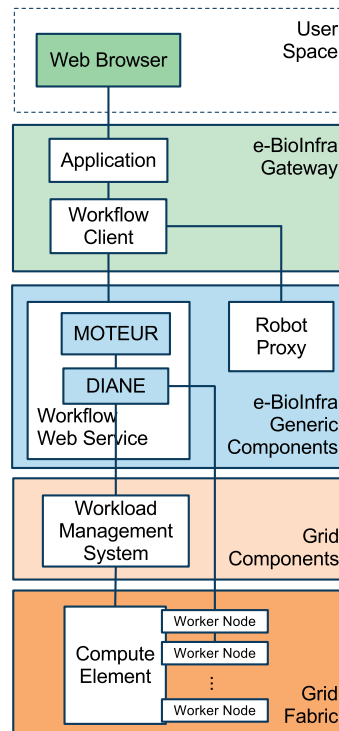 User
Space
Web Browser
e-BioInfra
Gateway
Application
Workflow
Client
MOTEUR
Robot
Proxy
DIANE
Workflow
Web Service
e-BioInfra
Generic
Components
Workload
Management
System
Grid
Components
Compute
Element
Worker Node
Worker Node
...
Worker Node
Grid
Fabric